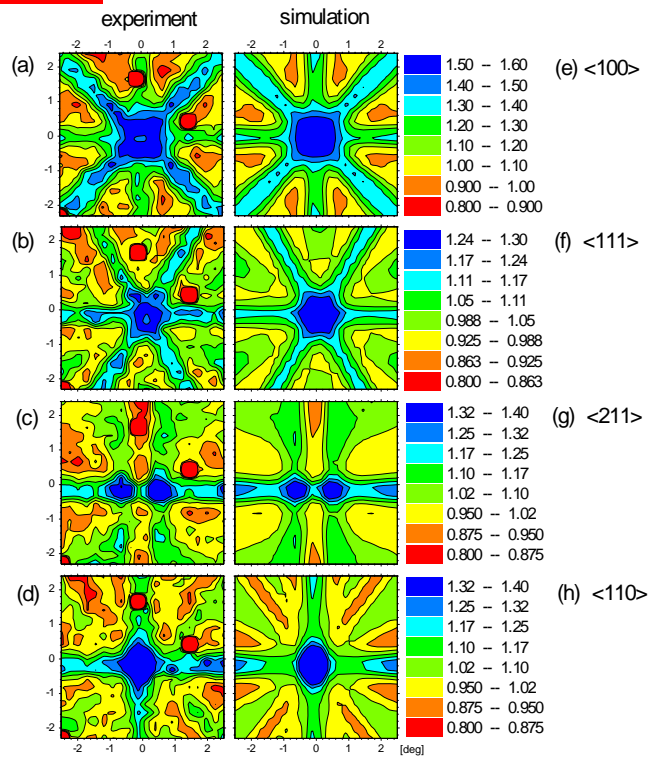 experiment simulation
-2 -1 0 1 2 -2 -1 0 1 2
(a) 2 1 0 -1 -2 (e) <100>
1.50 -- 1.60
1.40 -- 1.50
1.30 -- 1.40
1.20 -- 1.30
1.10 -- 1.20
1.00 -- 1.10
0.900 -- 1.00
0.800 -- 0.900
(b) 2 1 0 -1 -2 (f) <111>
1.24 -- 1.30
1.17 -- 1.24
1.11 -- 1.17
1.05 -- 1.11
0.988 -- 1.05
0.925 -- 0.988
0.863 -- 0.925
0.800 -- 0.863
(c) 2 1 0 -1 -2 (g) <211>
1.32 -- 1.40
1.25 -- 1.32
1.17 -- 1.25
1.10 -- 1.17
1.02 -- 1.10
0.950 -- 1.02
0.875 -- 0.950
0.800 -- 0.875
(d) 2 1 0 -1 -2 (h) <110>
1.32 -- 1.40
1.25 -- 1.32
1.17 -- 1.25
1.10 -- 1.17
1.02 -- 1.10
0.950 -- 1.02
0.875 -- 0.950
0.800 -- 0.875
-2 -1 0 1 2 -2 -1 0 1 2 [deg]